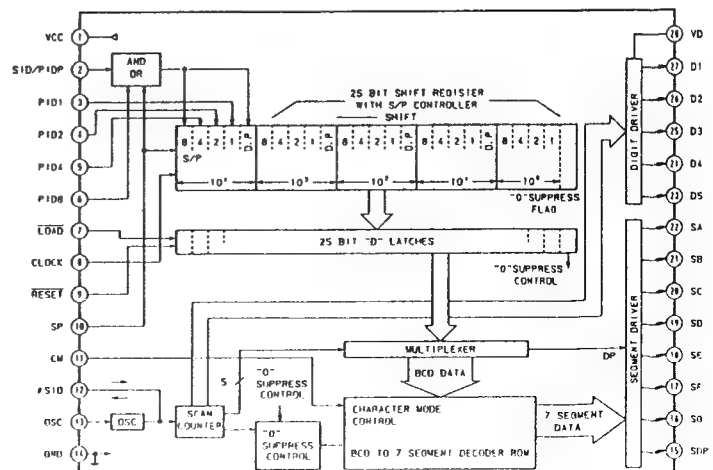 VCC 1
SID/PIDP 2
PID1 3
PID2 4
PID4 5
PID8 6
LOAD 7
CLOCK 8
RESET 9
SP 10
CM 11
12
OSC 13
GND 14
AND
OR
25 BIT SHIFT REGISTER
WITH S/P CONTROLLER
SHIFT
8 4 2 1 D.P 8 4 2 1 D.P 8 4 2 1 D.P 8 4 2 1 D.P 8 4 2 1
S/P
"0"SUPPRESS
FLAG
25 BIT "D" LATCHES
"0"SUPPRESS
CONTROL
MULTIPLEXER
DP
BCD DATA
5
"0"
SUPPRESS
CONTROL
OSC
SCAN
COUNTER
"0"
SUPPRESS
CONTROL
CHARACTER MODE
CONTROL
BCD TO 7 SEGMENT DECODER ROM
7 SEGMENT
DATA
DIGIT DRIVER
SEGMENT DRIVER
28 VD
27 D1
26 D2
25 D3
24 D4
23 D5
22 SA
21 SB
20 SC
19 SD
18 SE
17 SF
16 SG
15 SDP